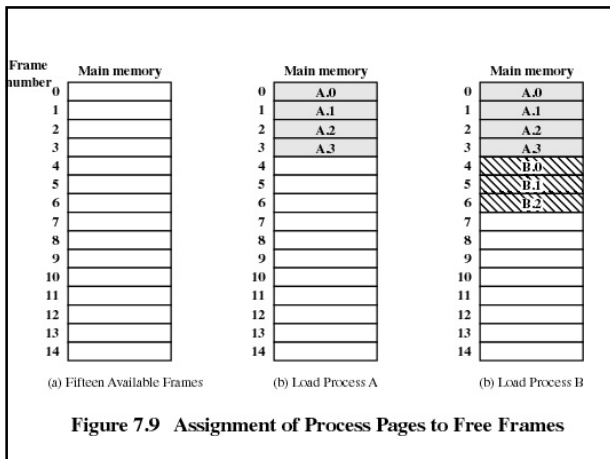 Frame
number
Main memory
0
1
2
3
4
5
6
7
8
9
10
11
12
13
14
(a) Fifteen Available Frames
Main memory
0 A.0
1 A.1
2 A.2
3 A.3
4
5
6
7
8
9
10
11
12
13
14
(b) Load Process A
Main memory
0 A.0
1 A.1
2 A.2
3 A.3
4 B.0
5 B.1
6 B.2
7
8
9
10
11
12
13
14
(b) Load Process B
Figure 7.9 Assignment of Process Pages to Free Frames